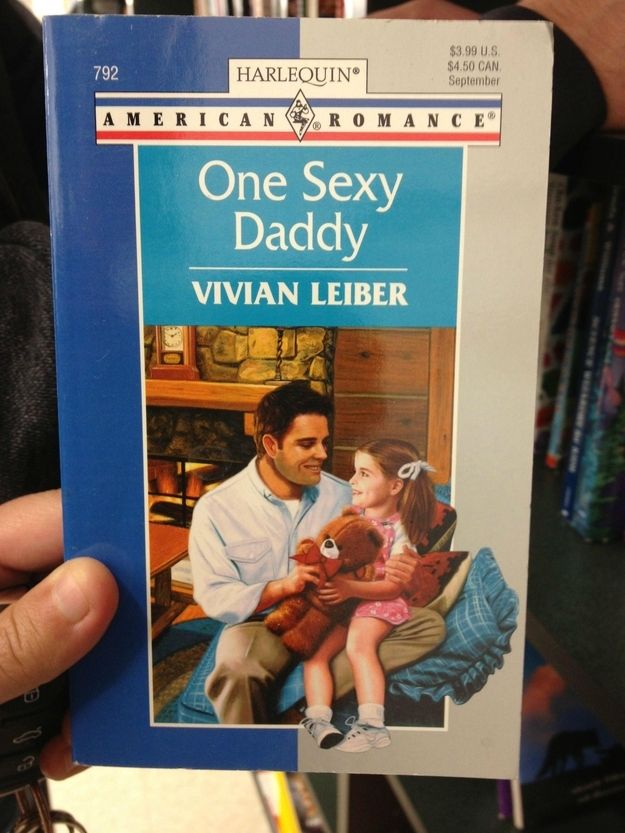 792
HARLEQUIN®
$3.99 U.S.
$4.50 CAN.
September
AMERICAN ® ROMANCE®
One Sexy
Daddy
VIVIAN LEIBER